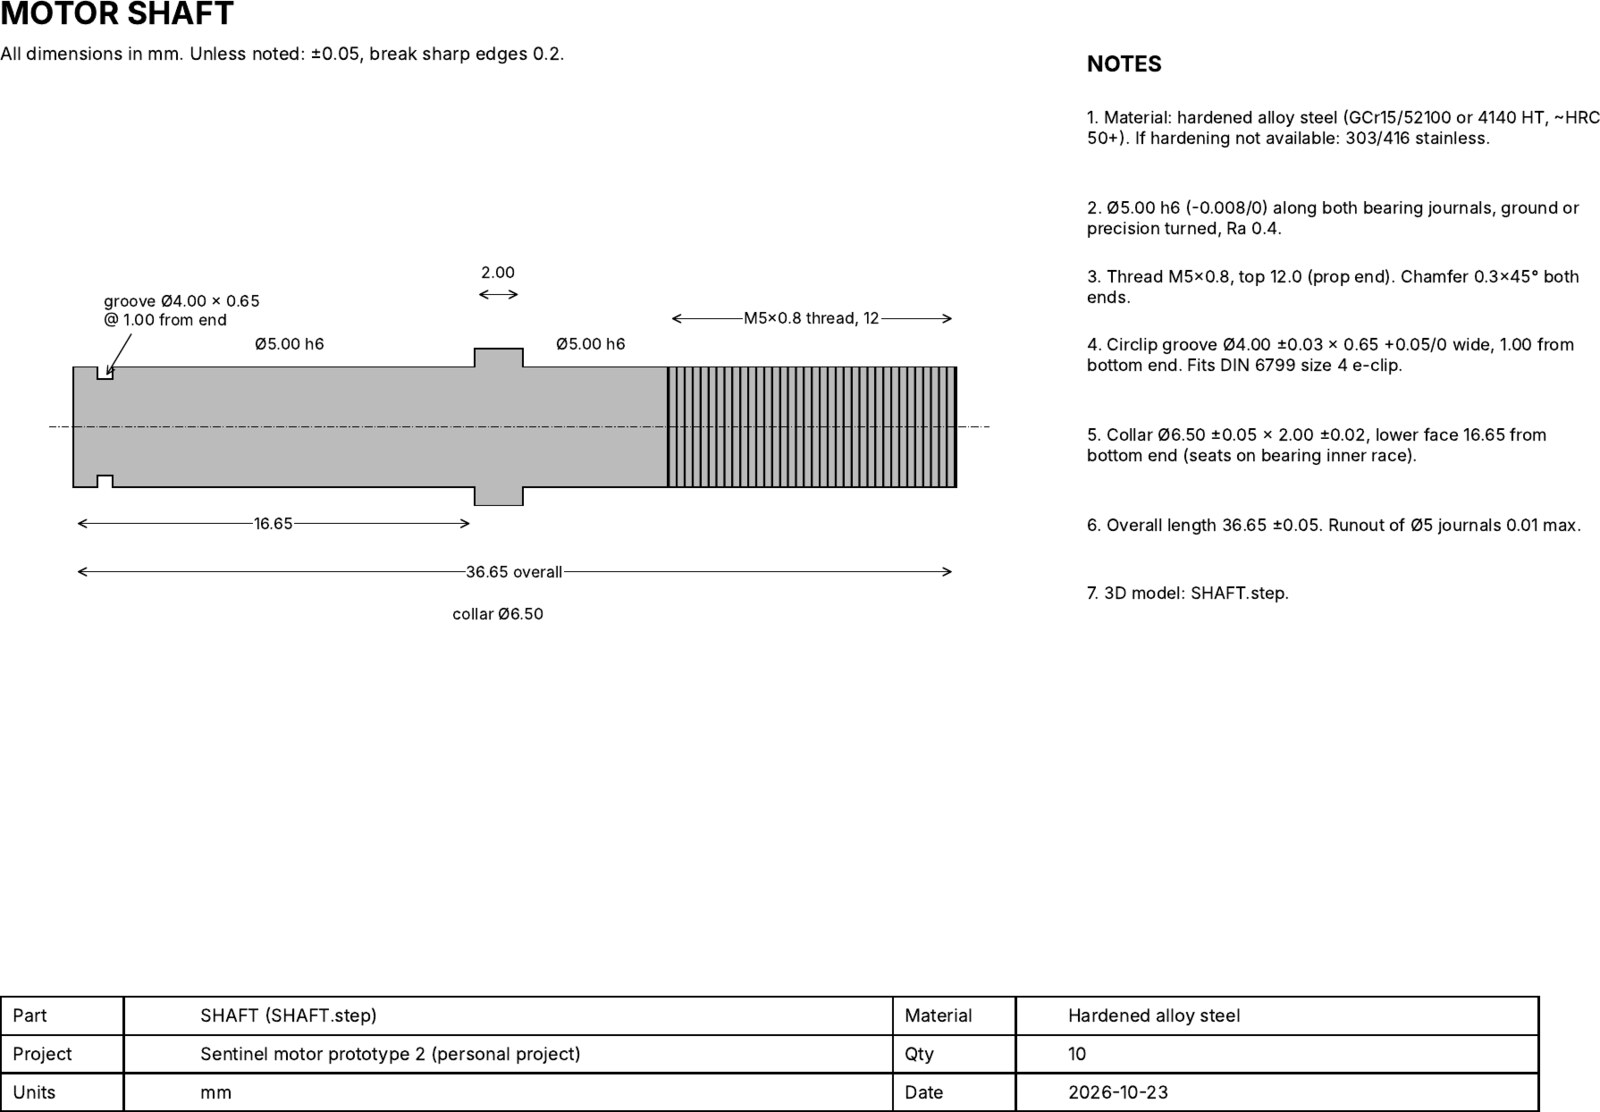 MOTOR SHAFT
All dimensions in mm. Unless noted: ±0.05, break sharp edges 0.2.
2.00
groove Ø4.00 × 0.65
@ 1.00 from end
M5×0.8 thread, 12
Ø5.00 h6
Ø5.00 h6
16.65
36.65 overall
collar Ø6.50
NOTES
1. Material: hardened alloy steel (GCr15/52100 or 4140 HT, ~HRC
50+). If hardening not available: 303/416 stainless.
2. Ø5.00 h6 (-0.008/0) along both bearing journals, ground or
precision turned, Ra 0.4.
3. Thread M5×0.8, top 12.0 (prop end). Chamfer 0.3×45° both
ends.
4. Circlip groove Ø4.00 ±0.03 × 0.65 +0.05/0 wide, 1.00 from
bottom end. Fits DIN 6799 size 4 e-clip.
5. Collar Ø6.50 ±0.05 × 2.00 ±0.02, lower face 16.65 from
bottom end (seats on bearing inner race).
6. Overall length 36.65 ±0.05. Runout of Ø5 journals 0.01 max.
7. 3D model: SHAFT.step.
Part SHAFT (SHAFT.step) Material Hardened alloy steel
Project Sentinel motor prototype 2 (personal project) Qty 10
Units mm Date 2026-10-23